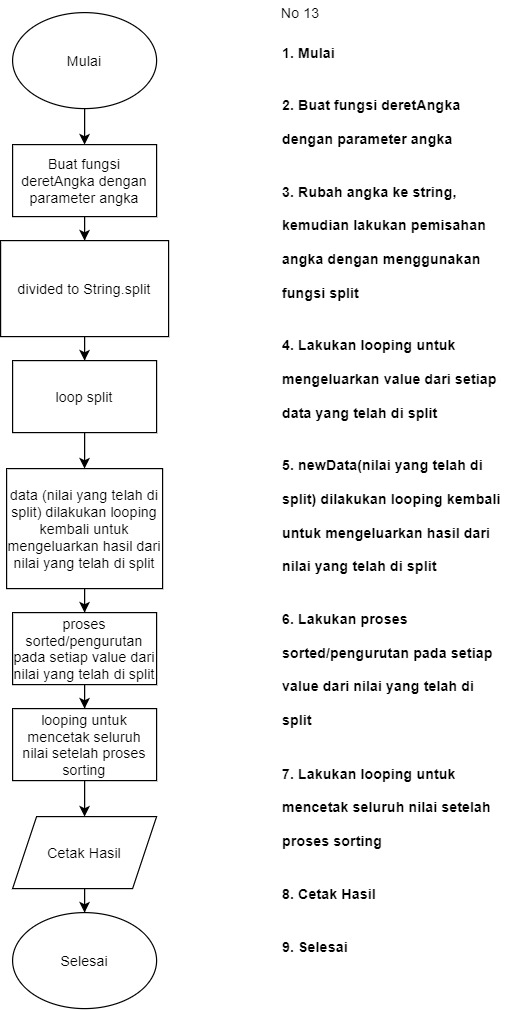 Mulai
Buat fungsi
deretAngka dengan
parameter angka
divided to String.split
loop split
data (nilai yang telah di
split) dilakukan looping
kembali untuk
mengeluarkan hasil dari
nilai yang telah di split
proses
sorted/pengurutan
pada setiap value dari
nilai yang telah di split
looping untuk
mencetak seluruh
nilai setelah proses
sorting
Cetak Hasil
Selesai
No 13
1. Mulai
2. Buat fungsi deretAngka
dengan parameter angka
3. Rubah angka ke string,
kemudian lakukan pemisahan
angka dengan menggunakan
fungsi split
4. Lakukan looping untuk
mengeluarkan value dari setiap
data yang telah di split
5. newData(nilai yang telah di
split) dilakukan looping kembali
untuk mengeluarkan hasil dari
nilai yang telah di split
6. Lakukan proses
sorted/pengurutan pada setiap
value dari nilai yang telah di
split
7. Lakukan looping untuk
mencetak seluruh nilai setelah
proses sorting
8. Cetak Hasil
9. Selesai